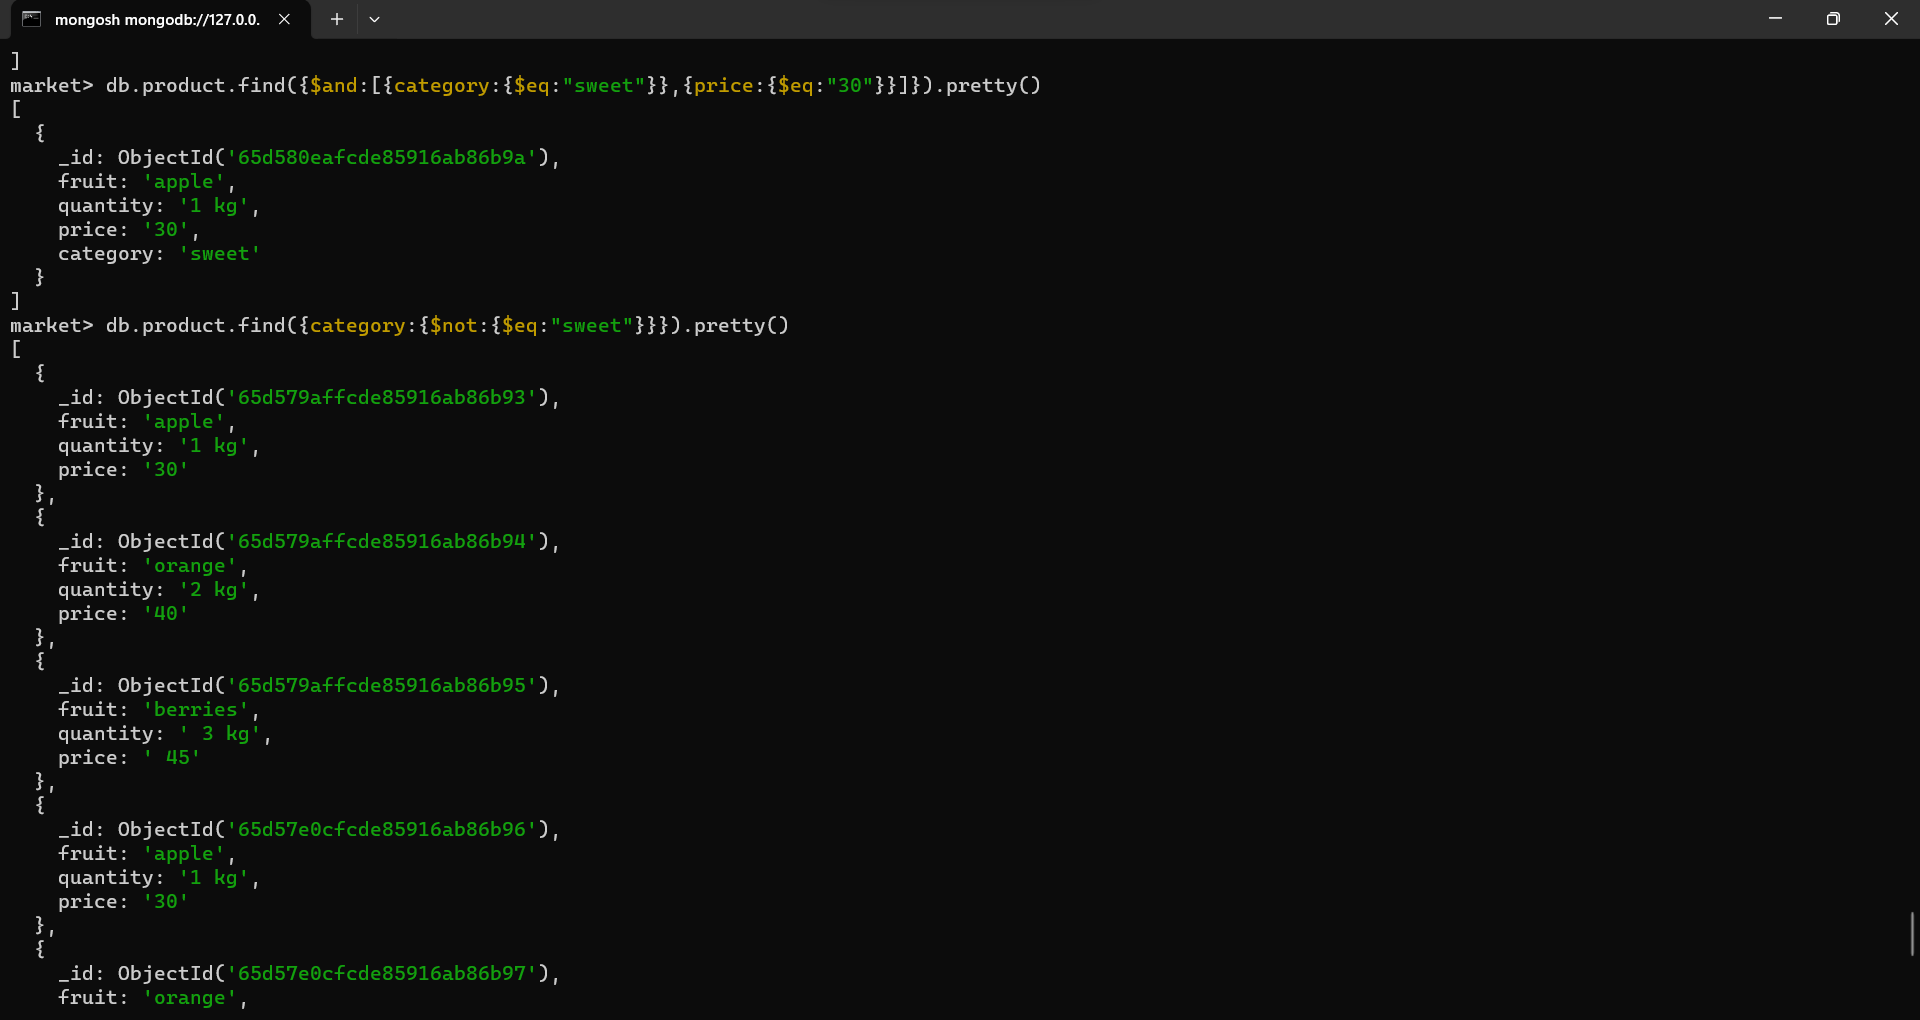 mongosh mongodb://127.0.0.
]
market> db.product.find({$and:[{category:{$eq:"sweet"}},{price:{$eq:"30"}}]}).pretty()
[
  {
    _id: ObjectId('65d580eafcde85916ab86b9a'),
    fruit: 'apple',
    quantity: '1 kg',
    price: '30',
    category: 'sweet'
  }
]
market> db.product.find({category:{$not:{$eq:"sweet"}}}).pretty()
[
  {
    _id: ObjectId('65d579affcde85916ab86b93'),
    fruit: 'apple',
    quantity: '1 kg',
    price: '30'
  },
  {
    _id: ObjectId('65d579affcde85916ab86b94'),
    fruit: 'orange',
    quantity: '2 kg',
    price: '40'
  },
  {
    _id: ObjectId('65d579affcde85916ab86b95'),
    fruit: 'berries',
    quantity: ' 3 kg',
    price: ' 45'
  },
  {
    _id: ObjectId('65d57e0cfcde85916ab86b96'),
    fruit: 'apple',
    quantity: '1 kg',
    price: '30'
  },
  {
    _id: ObjectId('65d57e0cfcde85916ab86b97'),
    fruit: 'orange',